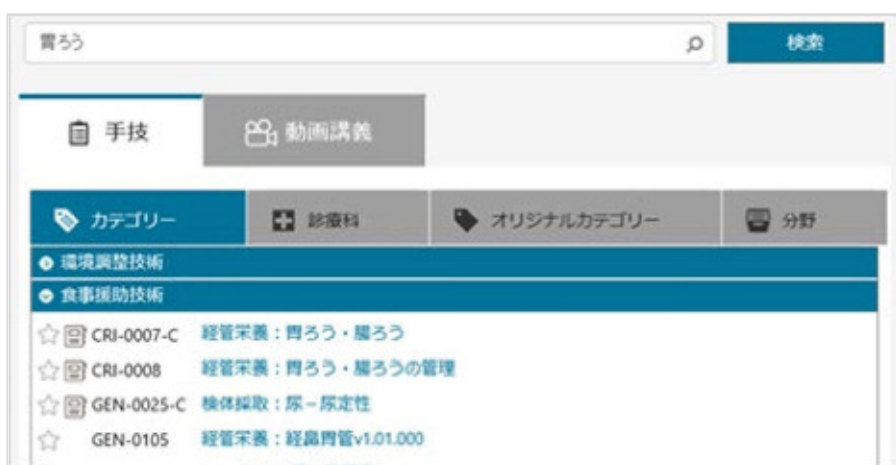 胃ろう
検索
手技
動画講義
カテゴリー
診療科
オリジナルカテゴリー
分野
環境調整技術
食事援助技術
CRI-0007-C 経管栄養：胃ろう・腸ろう
CRI-0008 経管栄養：胃ろう・腸ろうの管理
GEN-0025-C 検体採取：尿－尿定性
GEN-0105 経管栄養：経鼻胃管v1.01.000